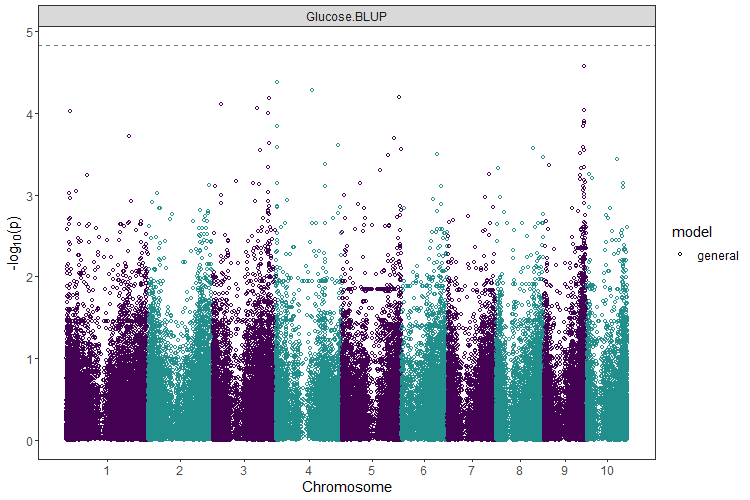 Glucose.BLUP
5
4
3
2
1
0
-log10(p)
1 2 3 4 5 6 7 8 9 10
Chromosome
model
general